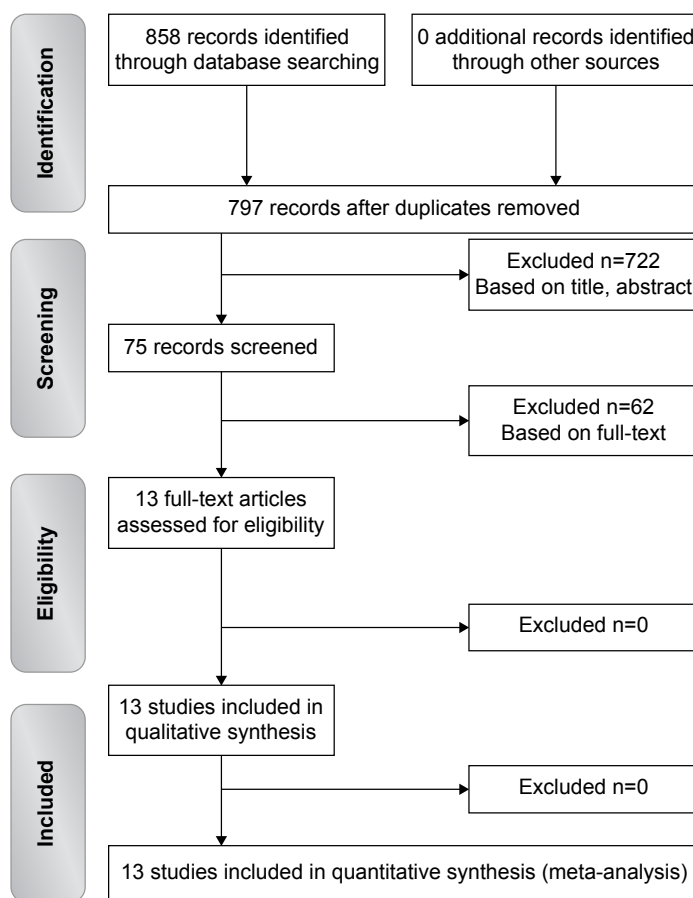 Identification
858 records identified
through database searching
0 additional records identified
through other sources
797 records after duplicates removed
Screening
Excluded n=722
Based on title, abstract
75 records screened
Excluded n=62
Based on full-text
Eligibility
13 full-text articles
assessed for eligibility
Excluded n=0
Included
13 studies included in
qualitative synthesis
Excluded n=0
13 studies included in quantitative synthesis (meta-analysis)